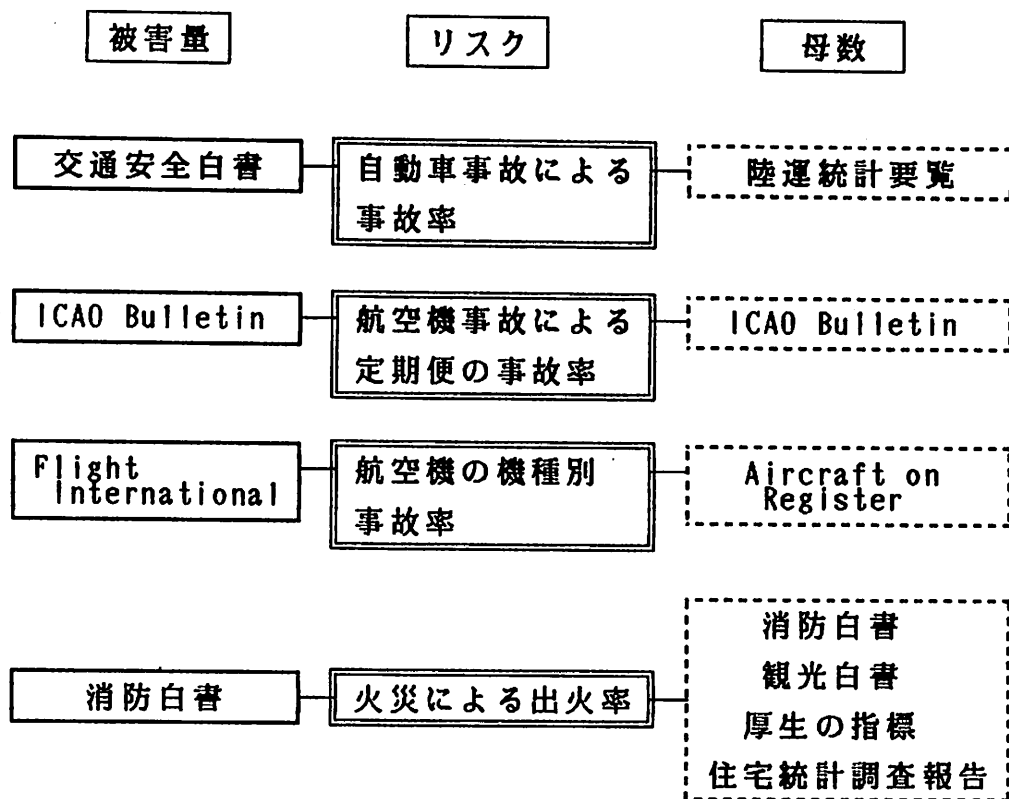 被害量
リスク
母数
交通安全白書
自動車事故による
事故率
陸運統計要覧
ICAO Bulletin
航空機事故による
定期便の事故率
ICAO Bulletin
Flight
International
航空機の機種別
事故率
Aircraft on
Register
消防白書
火災による出火率
消防白書
観光白書
厚生の指標
住宅統計調査報告